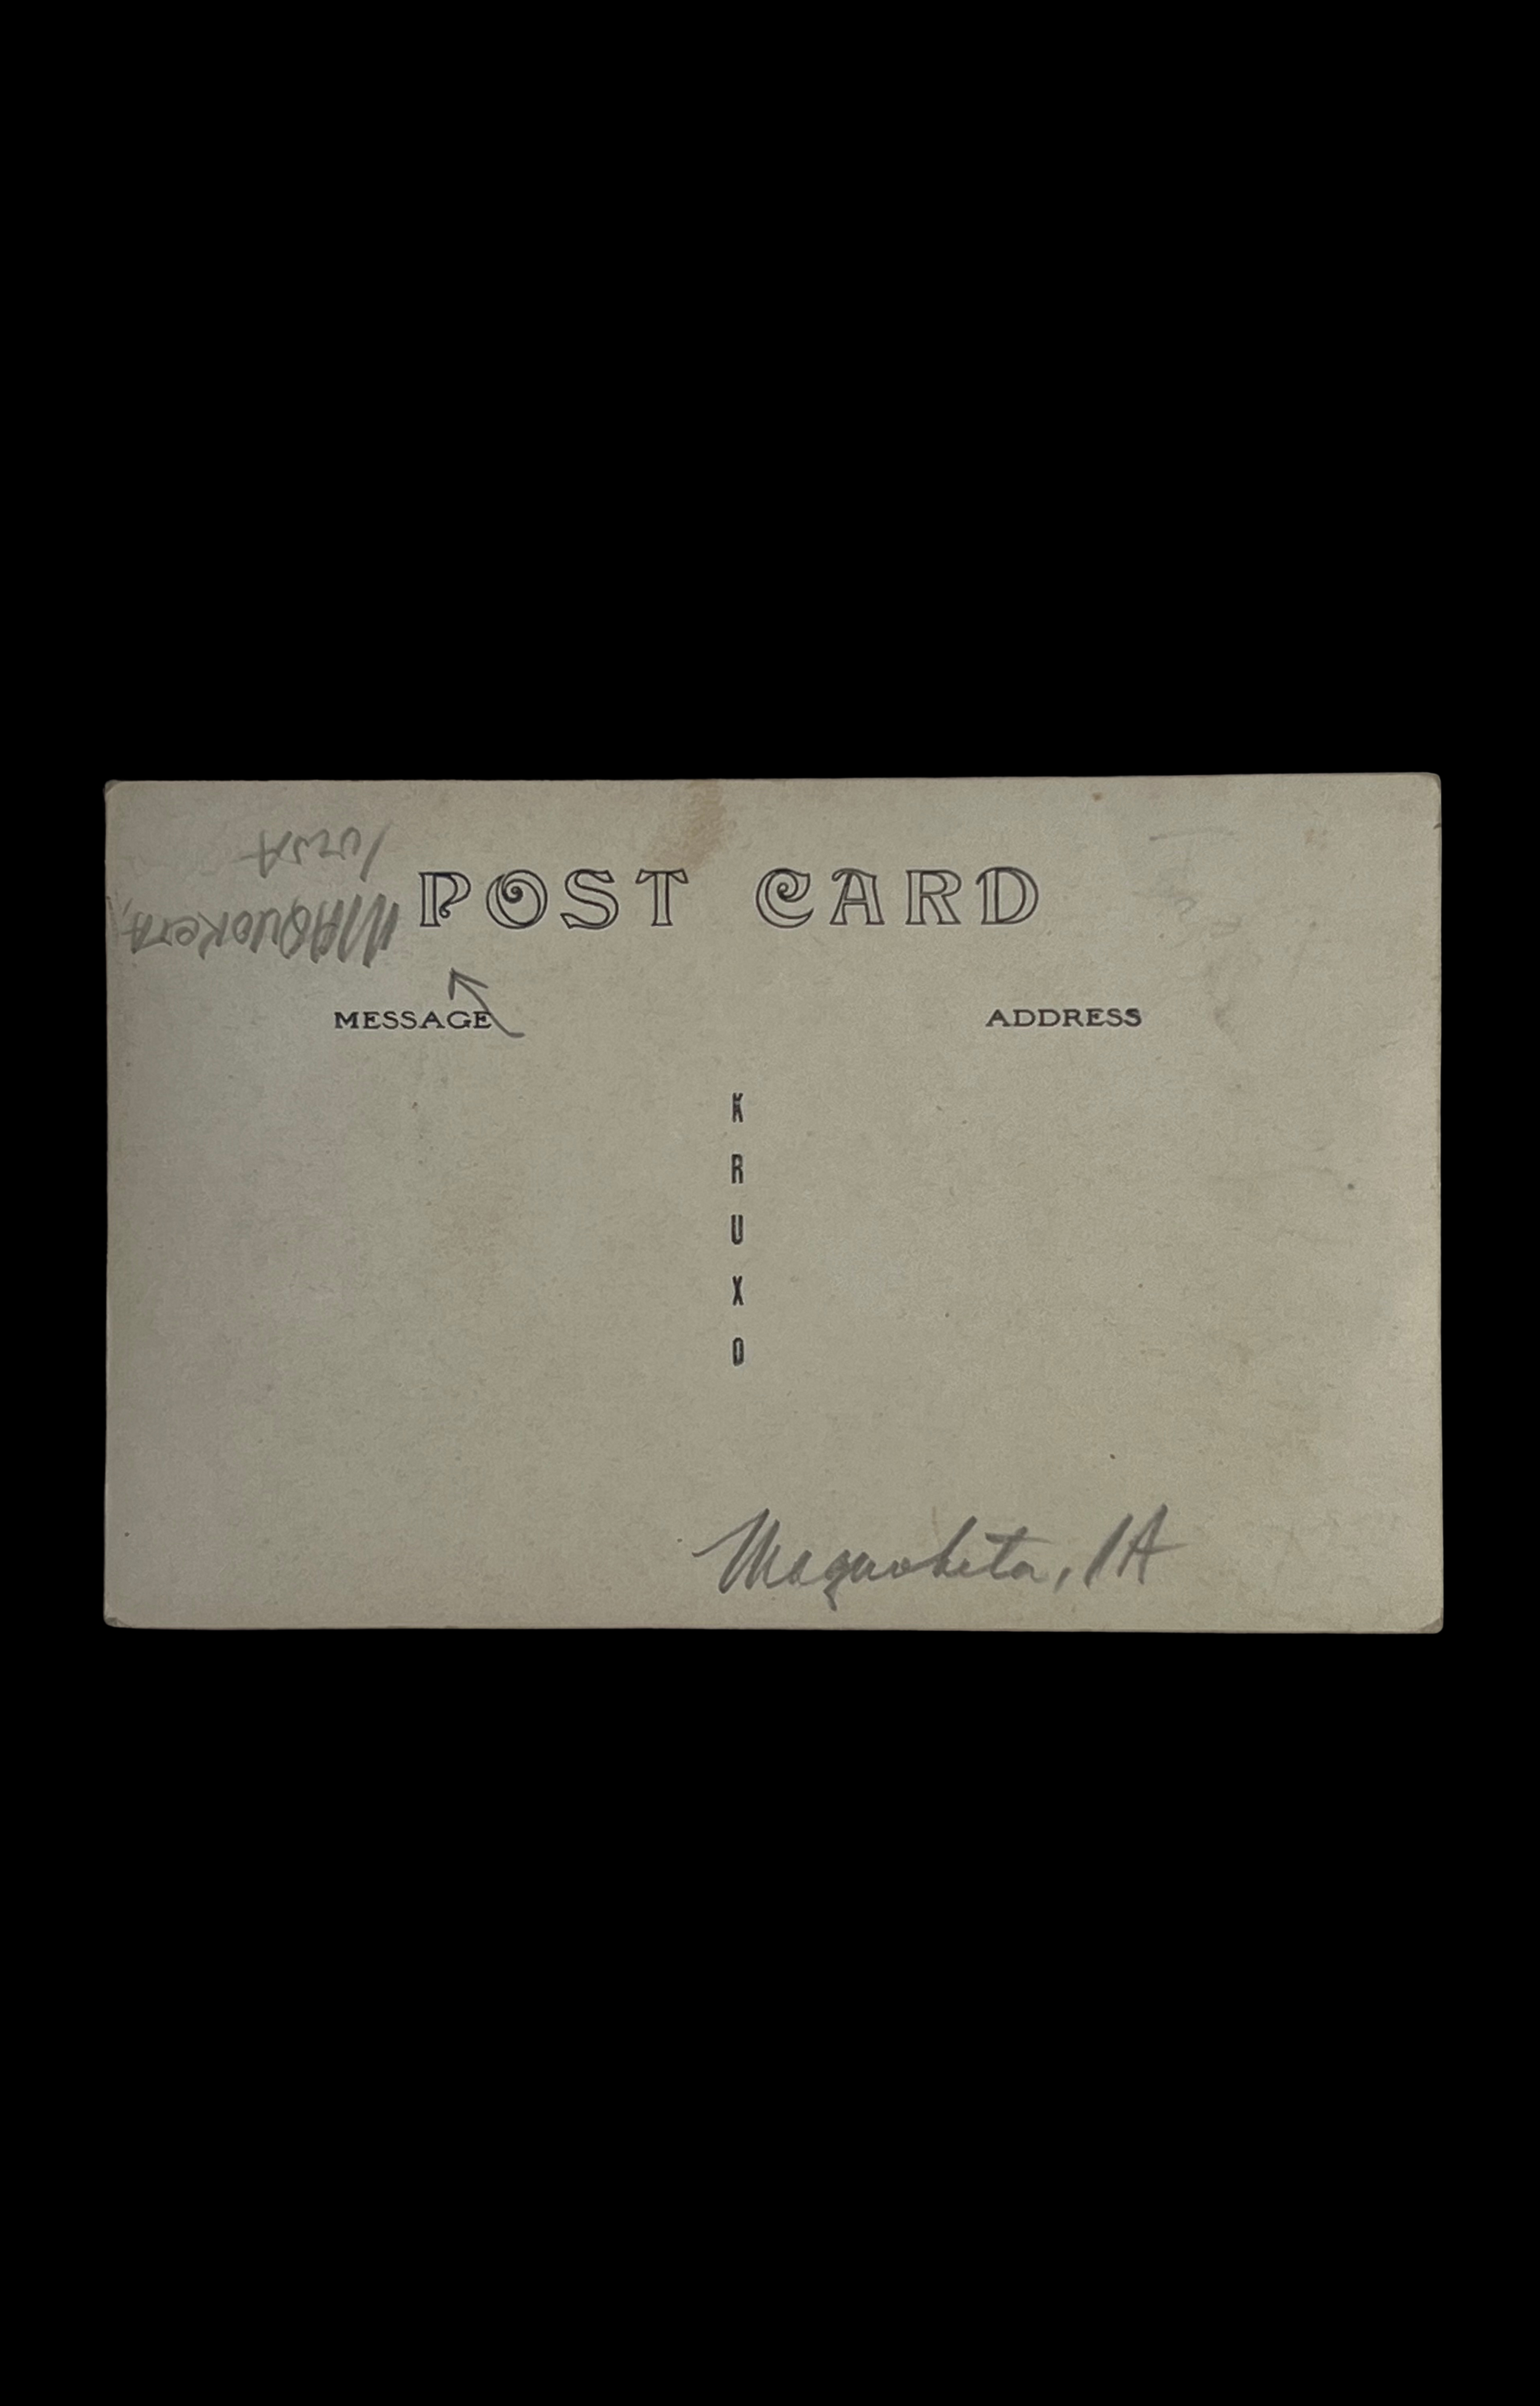 MAQuoKeTA,
IOWA
POST CARD
MESSAGE
ADDRESS
KRUXO
Maquoketa, IA